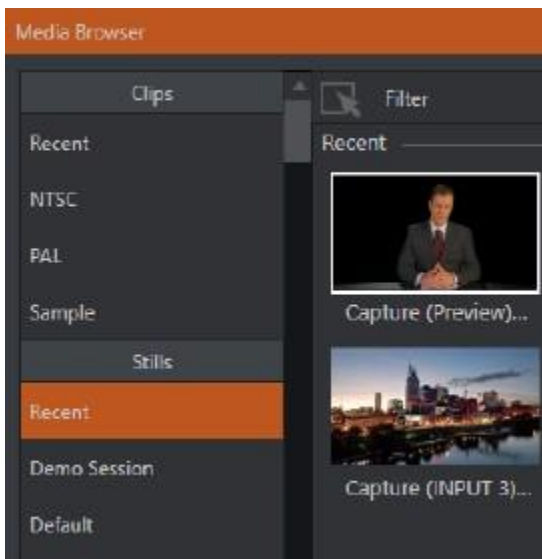 Media Browser
Clips
Recent
NTSC
PAL
Sample
Stills
Recent
Demo Session
Default
Filter
Recent
Capture (Preview)...
Capture (INPUT 3)...